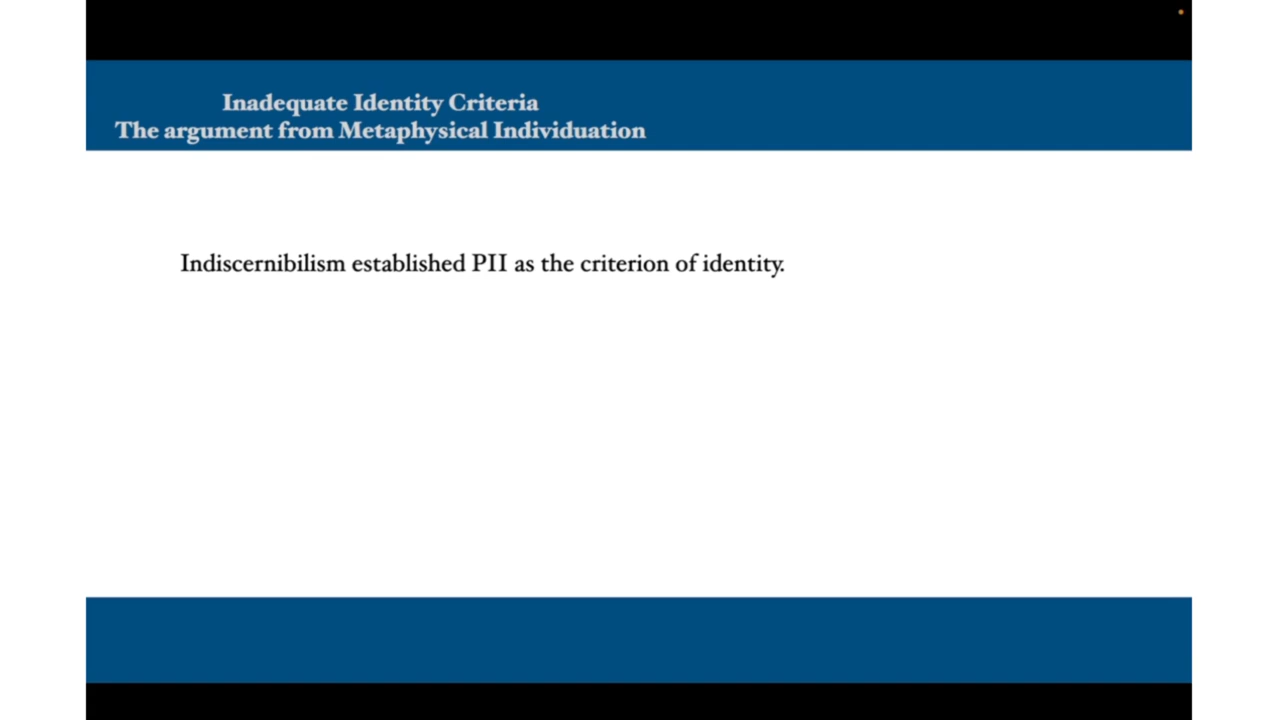 Inadequate Identity Criteria
The argument from Metaphysical Individuation
Indiscernibilism established PII as the criterion of identity.